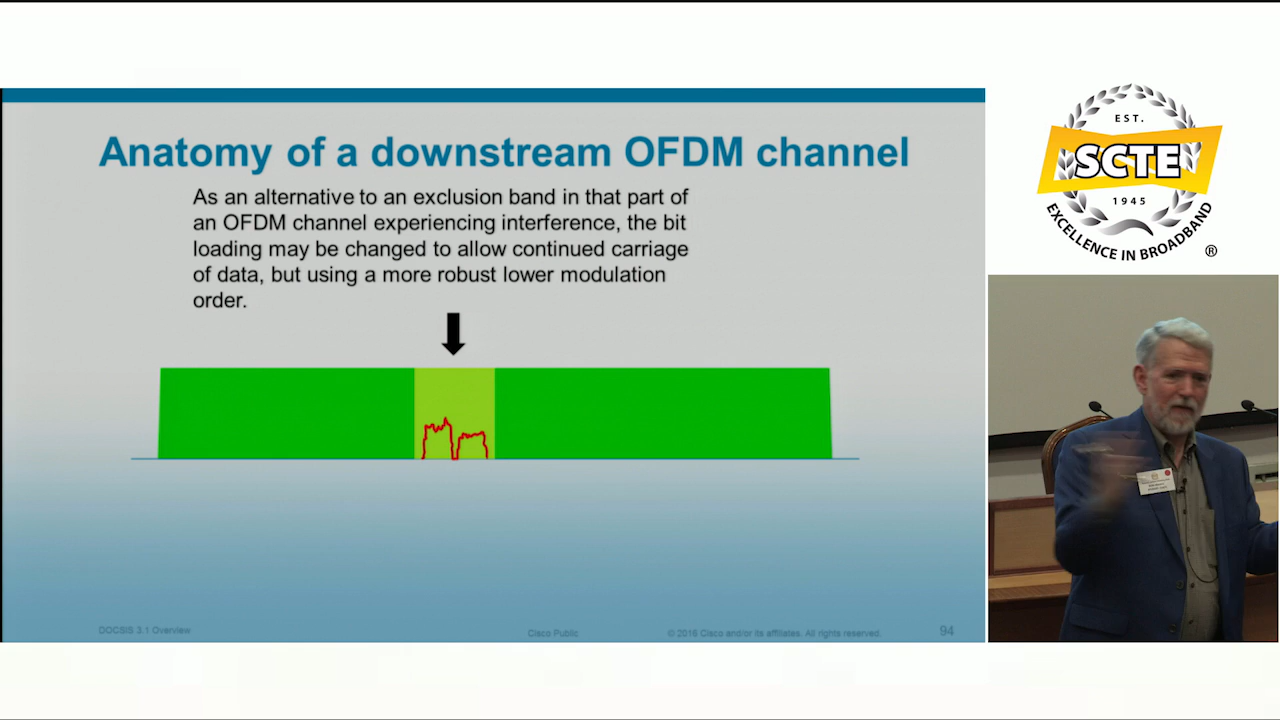 Anatomy of a downstream OFDM channel
As an alternative to an exclusion band in that part of
an OFDM channel experiencing interference, the bit
loading may be changed to allow continued carriage
of data, but using a more robust lower modulation
order.
DOCSIS 3.1 Overview
Cisco Public
© 2016 Cisco and/or its affiliates. All rights reserved.
94
EST.
SCTE
1945
EXCELLENCE IN BROADBAND
®